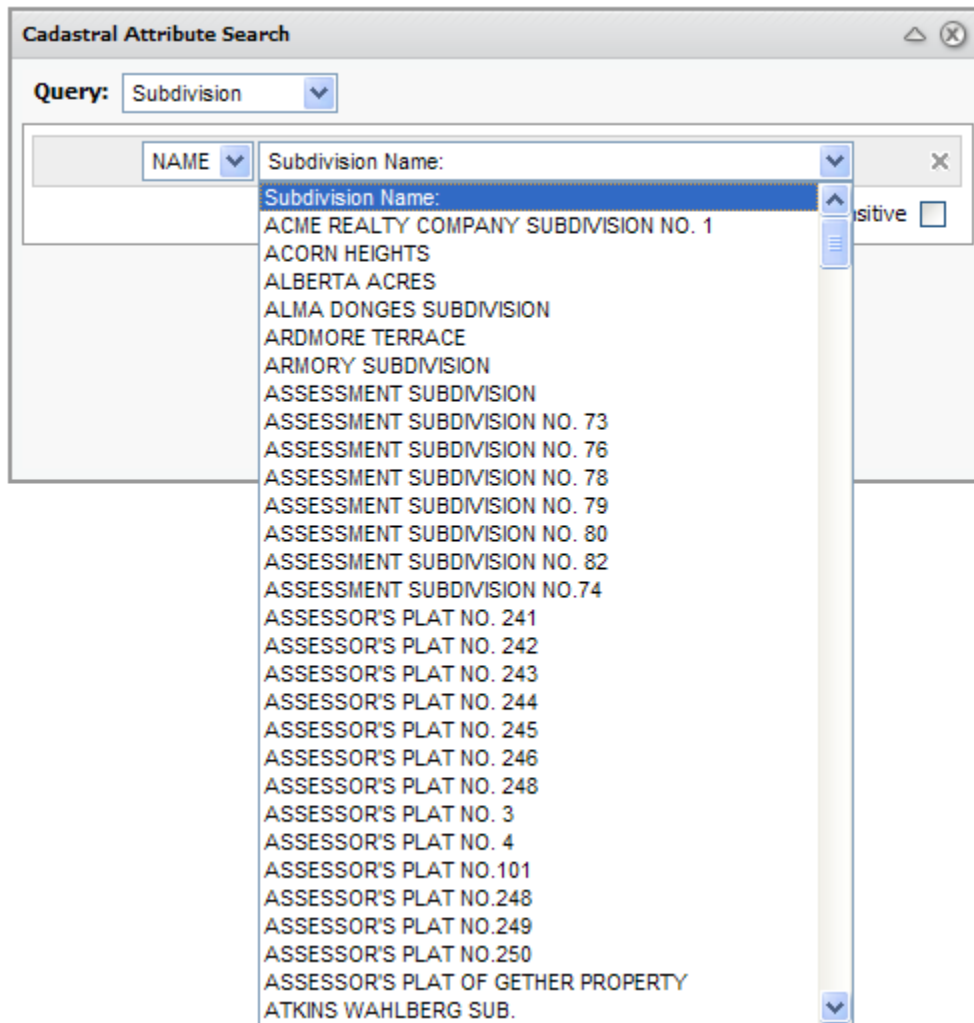 Cadastral Attribute Search
Query: Subdivision
NAME Subdivision Name:
Subdivision Name:
sitive
ACME REALTY COMPANY SUBDIVISION NO. 1
ACORN HEIGHTS
ALBERTA ACRES
ALMA DONGES SUBDIVISION
ARDMORE TERRACE
ARMORY SUBDIVISION
ASSESSMENT SUBDIVISION
ASSESSMENT SUBDIVISION NO. 73
ASSESSMENT SUBDIVISION NO. 76
ASSESSMENT SUBDIVISION NO. 78
ASSESSMENT SUBDIVISION NO. 79
ASSESSMENT SUBDIVISION NO. 80
ASSESSMENT SUBDIVISION NO. 82
ASSESSMENT SUBDIVISION NO.74
ASSESSOR'S PLAT NO. 241
ASSESSOR'S PLAT NO. 242
ASSESSOR'S PLAT NO. 243
ASSESSOR'S PLAT NO. 244
ASSESSOR'S PLAT NO. 245
ASSESSOR'S PLAT NO. 246
ASSESSOR'S PLAT NO. 248
ASSESSOR'S PLAT NO. 3
ASSESSOR'S PLAT NO. 4
ASSESSOR'S PLAT NO.101
ASSESSOR'S PLAT NO.248
ASSESSOR'S PLAT NO.249
ASSESSOR'S PLAT NO.250
ASSESSOR'S PLAT OF GETHER PROPERTY
ATKINS WAHLBERG SUB.